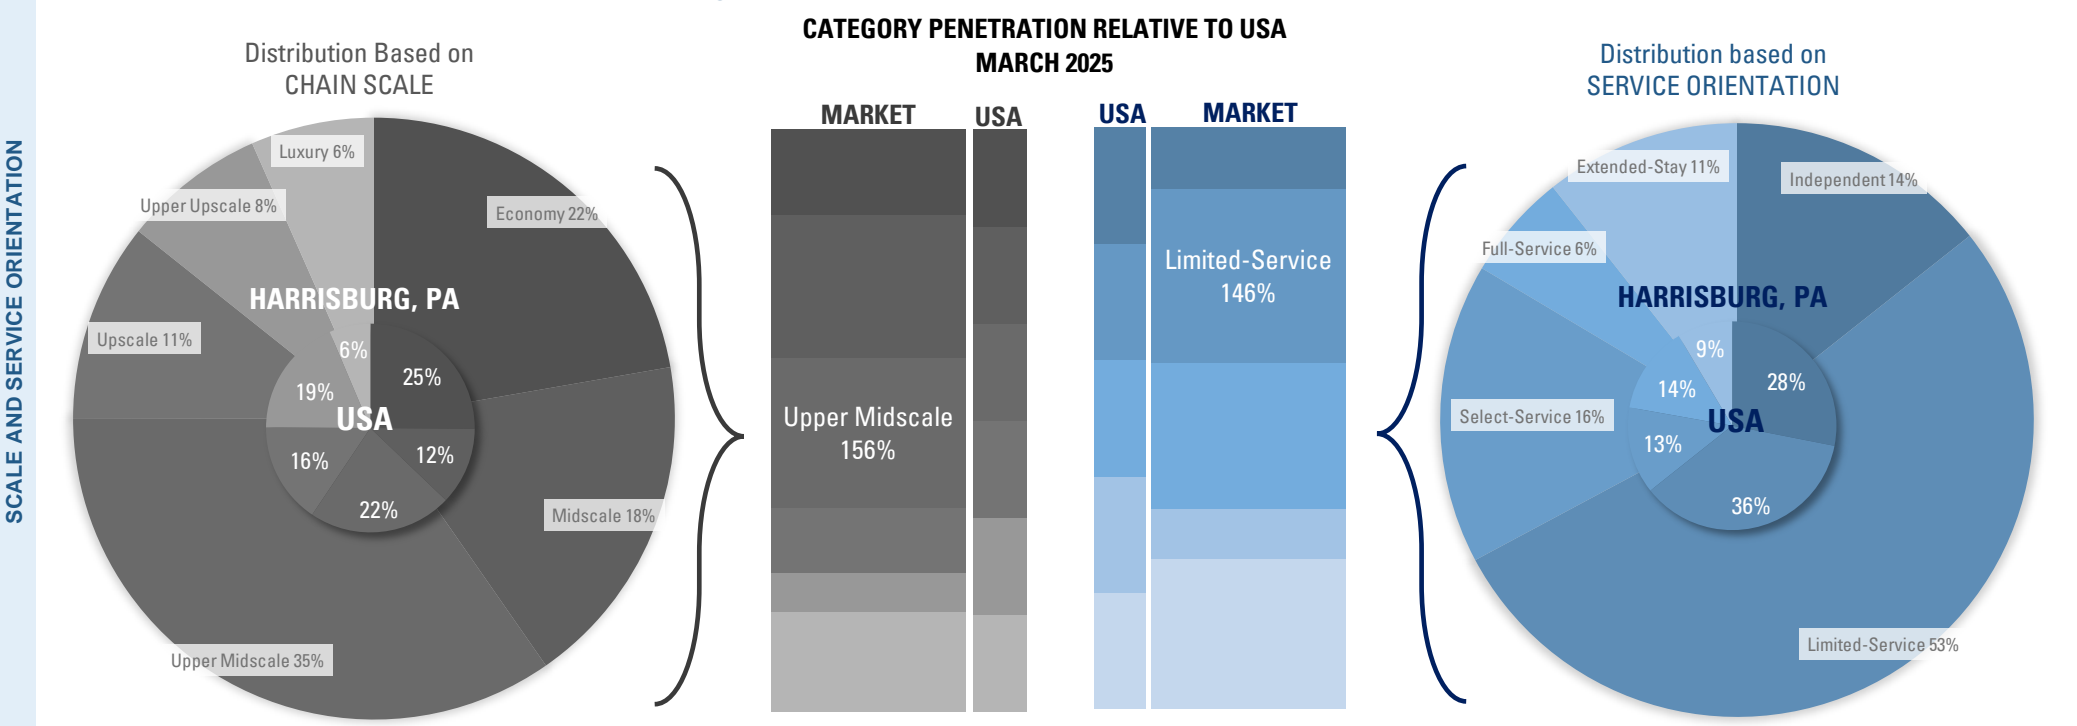 SCALE AND SERVICE ORIENTATION
Distribution Based on
CHAIN SCALE
Luxury 6%
Upper Upscale 8%
Economy 22%
HARRISBURG, PA
Upscale 11%
6%
25%
19%
USA
16%
12%
22%
Midscale 18%
Upper Midscale 35%
CATEGORY PENETRATION RELATIVE TO USA
MARCH 2025
MARKET
USA
Upper Midscale
156%
USA
MARKET
Limited-Service
146%
Distribution based on
SERVICE ORIENTATION
Extended-Stay 11%
Independent 14%
Full-Service 6%
HARRISBURG, PA
9%
28%
14%
Select-Service 16%
USA
13%
36%
Limited-Service 53%